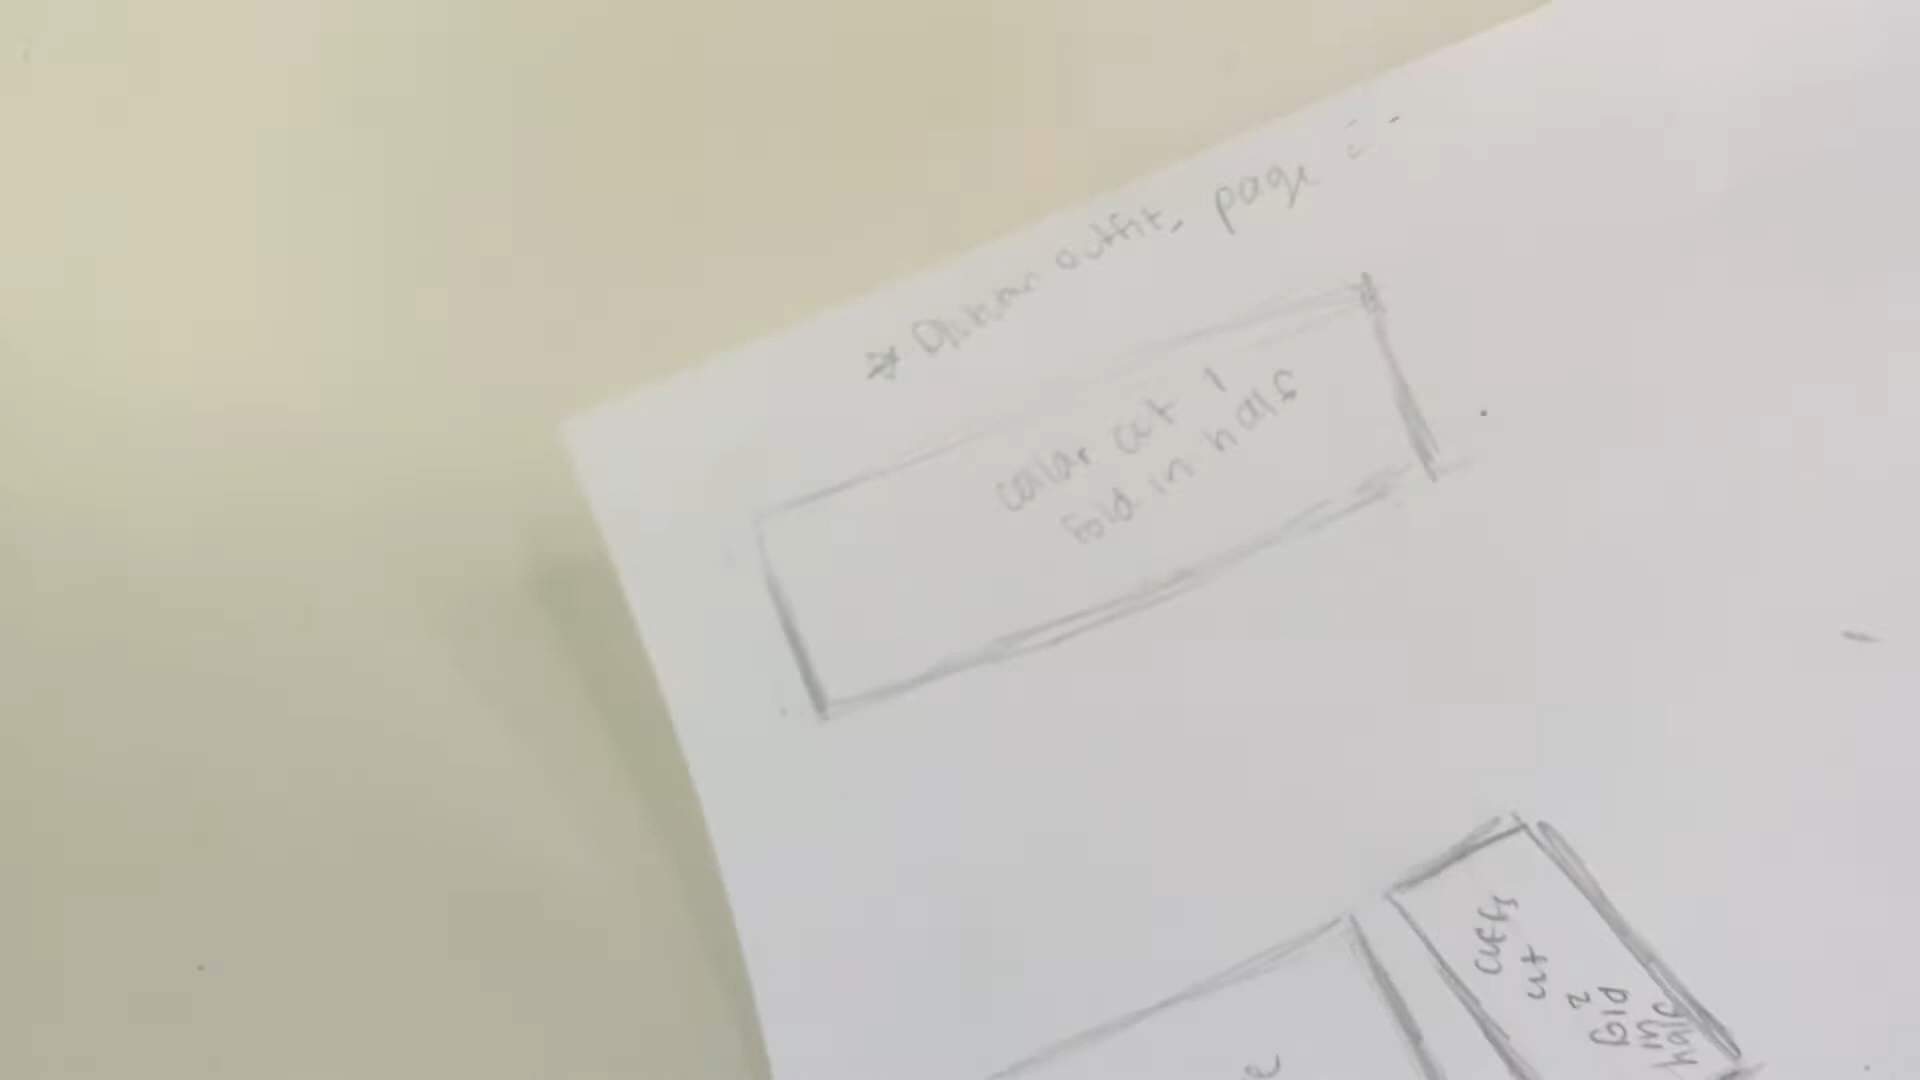 outfit, page
collar cut 1
fold in half
cuffs
cut
2
fold
in
half
e